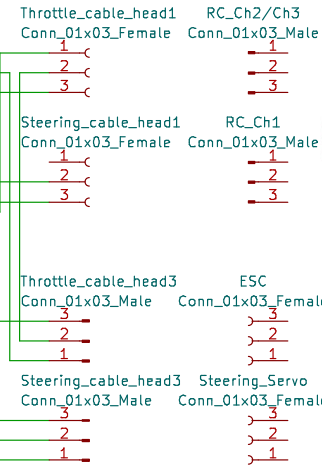 Throttle_cable_head1 RC_Ch2/Ch3
Conn_01x03_Female Conn_01x03_Male
1 1
2 2
3 3
Steering_cable_head1 RC_Ch1
Conn_01x03_Female Conn_01x03_Male
1 1
2 2
3 3
Throttle_cable_head3 ESC
Conn_01x03_Male Conn_01x03_Female
3 3
2 2
1 1
Steering_cable_head3 Steering_Servo
Conn_01x03_Male Conn_01x03_Female
3 3
2 2
1 1